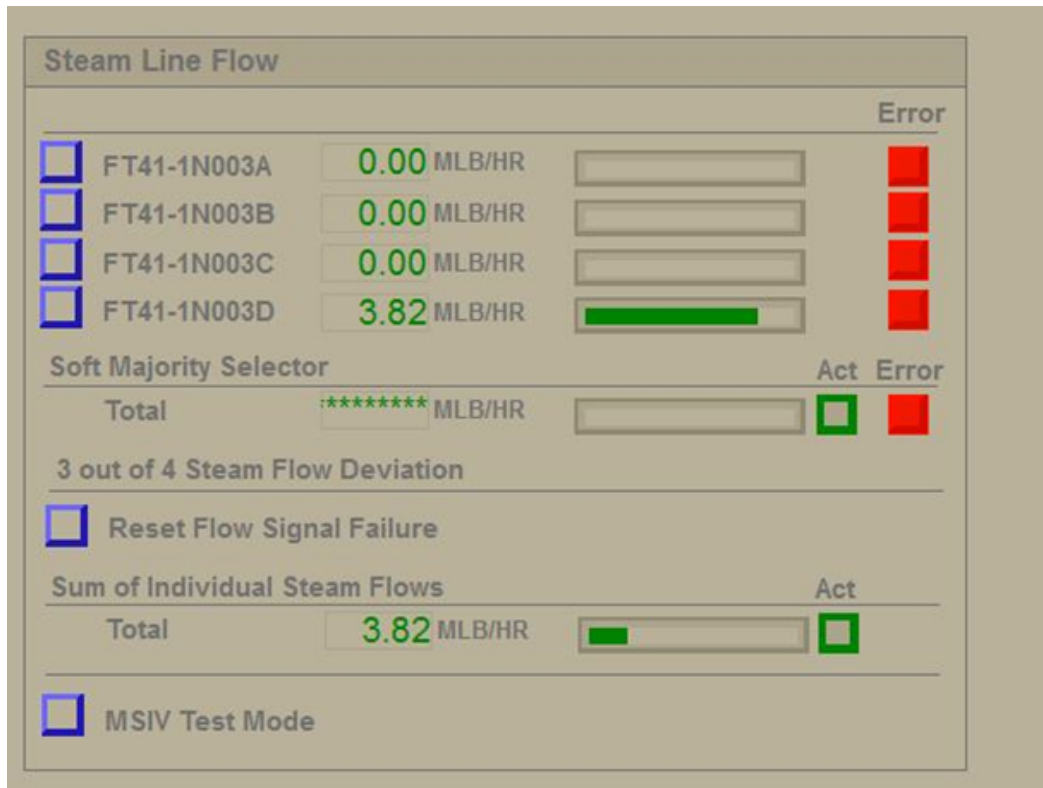 Steam Line Flow
Error
FT41-1N003A 0.00 MLB/HR
FT41-1N003B 0.00 MLB/HR
FT41-1N003C 0.00 MLB/HR
FT41-1N003D 3.82 MLB/HR
Soft Majority Selector Act Error
Total :******** MLB/HR
3 out of 4 Steam Flow Deviation
Reset Flow Signal Failure
Sum of Individual Steam Flows Act
Total 3.82 MLB/HR
MSIV Test Mode